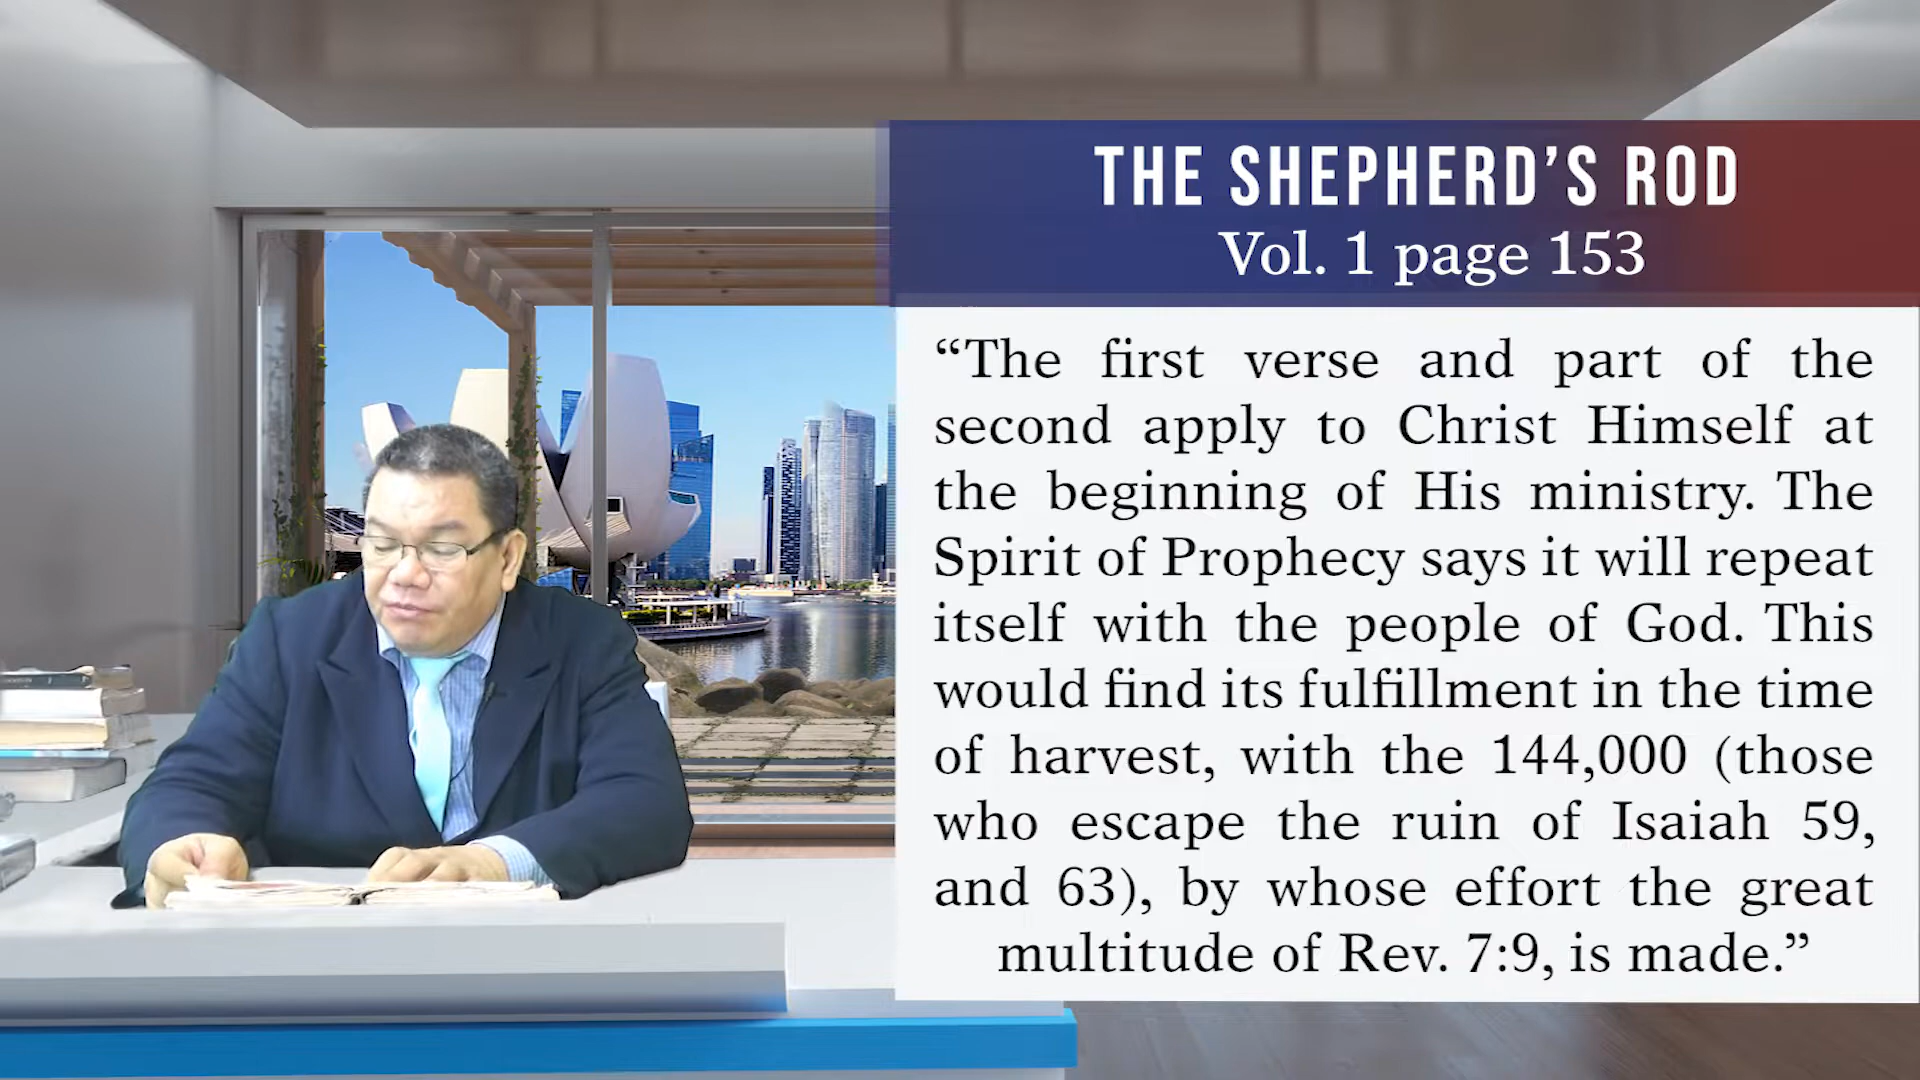 THE SHEPHERD’S ROD
Vol. 1 page 153
“The first verse and part of the
second apply to Christ Himself at
the beginning of His ministry. The
Spirit of Prophecy says it will repeat
itself with the people of God. This
would find its fulfillment in the time
of harvest, with the 144,000 (those
who escape the ruin of Isaiah 59,
and 63), by whose effort the great
multitude of Rev. 7:9, is made.”